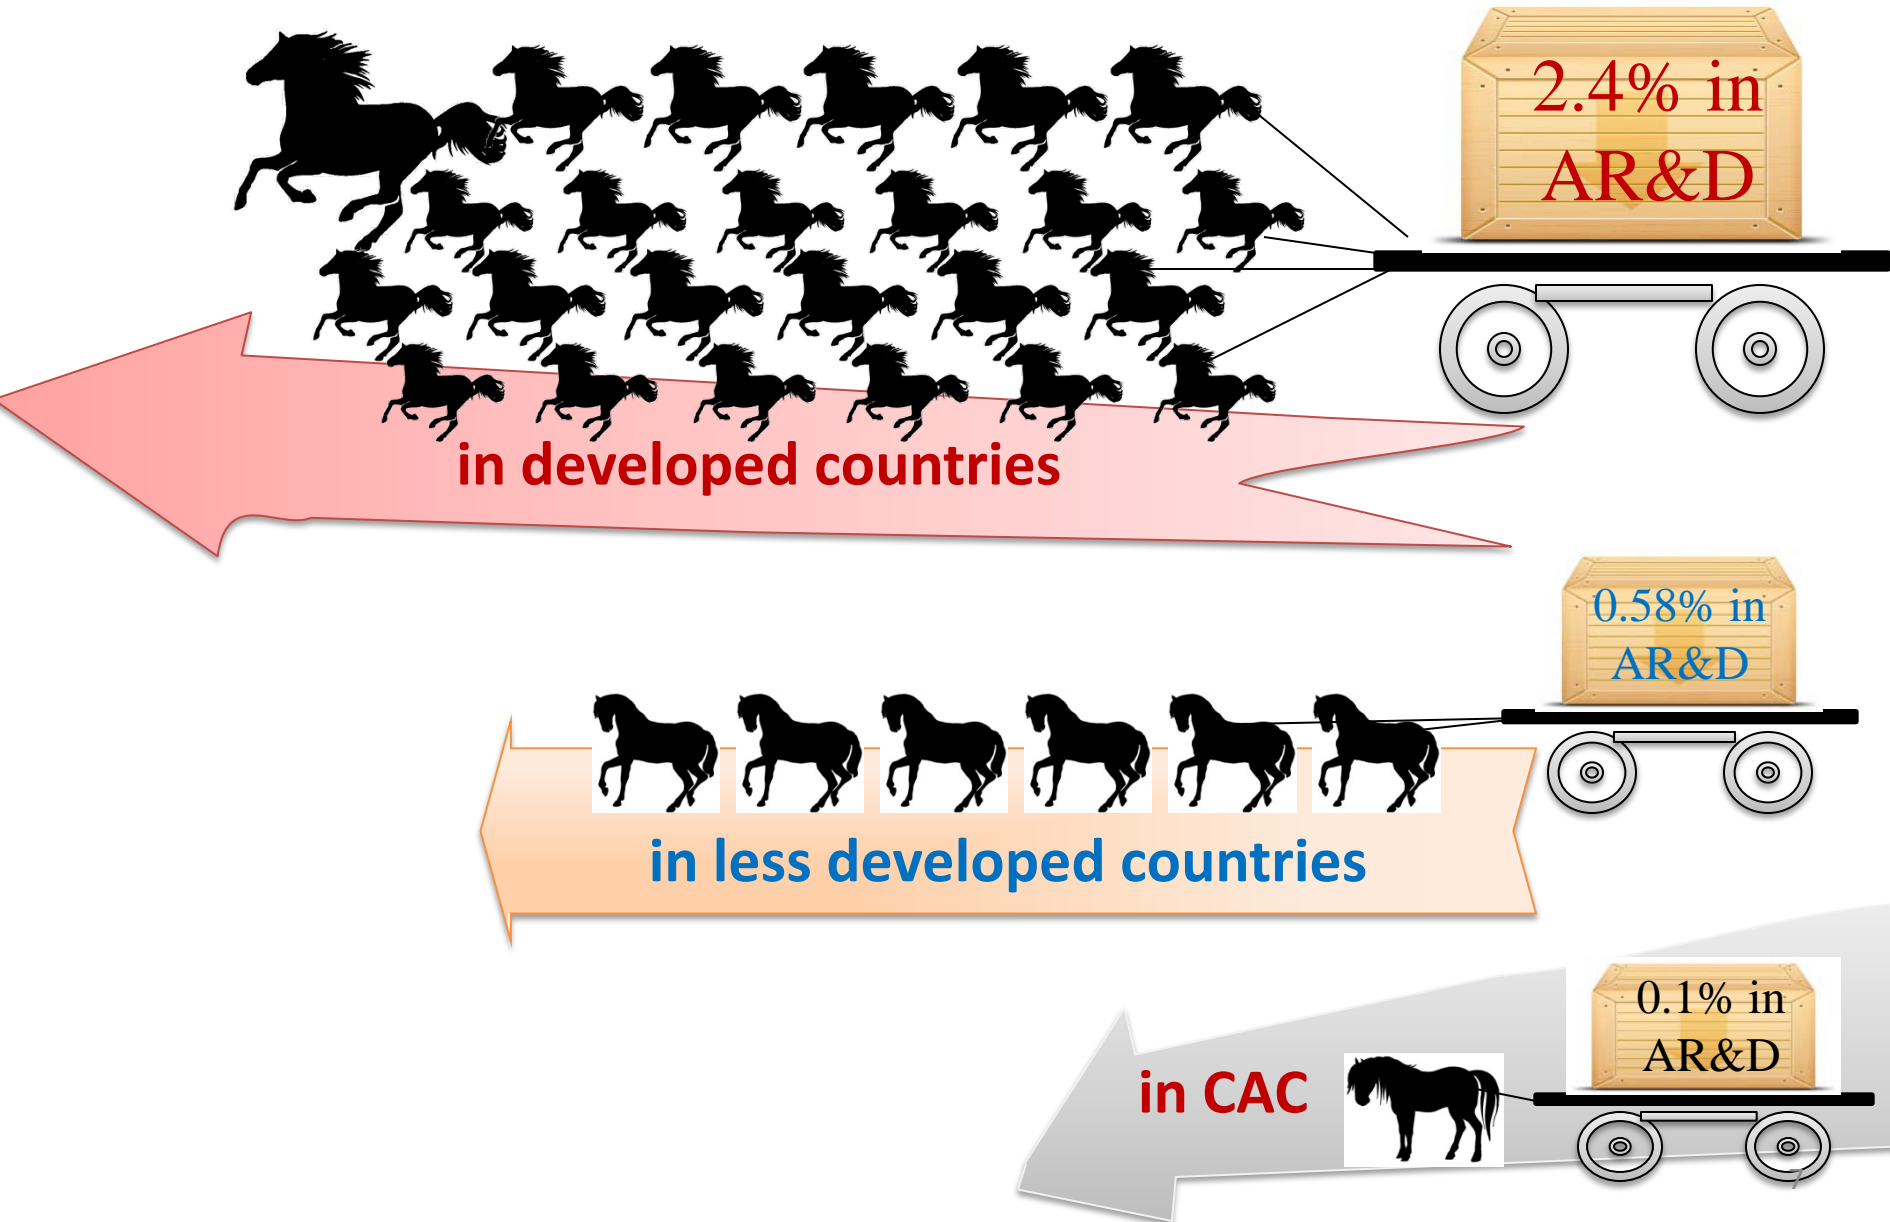 2.4% in
AR&D
in developed countries
0.58% in
AR&D
in less developed countries
0.1% in
AR&D
in CAC
7